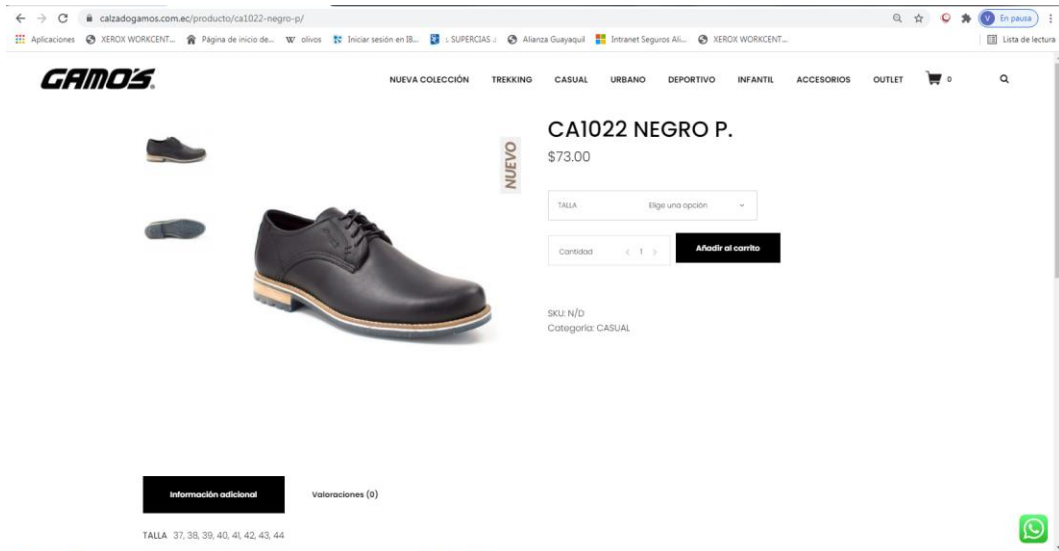 calzadogamos.com.ec/producto/ca1022-negro-p/
V En pausa
Aplicaciones XEROX WORKCENT... Página de inicio de... W olivos Iniciar sesión en IB... .: SUPERCIAS .: Alianza Guayaquil Intranet Seguros Ali... XEROX WORKCENT... Lista de lectura
GAMO'S. NUEVA COLECCIÓN TREKKING CASUAL URBANO DEPORTIVO INFANTIL ACCESORIOS OUTLET 0
NUEVO
CA1022 NEGRO P.
$73.00
TALLA Elige una opción
Cantidad < 1 > Añadir al carrito
SKU: N/D
Categoría: CASUAL
Información adicional Valoraciones (0)
TALLA 37, 38, 39, 40, 41, 42, 43, 44